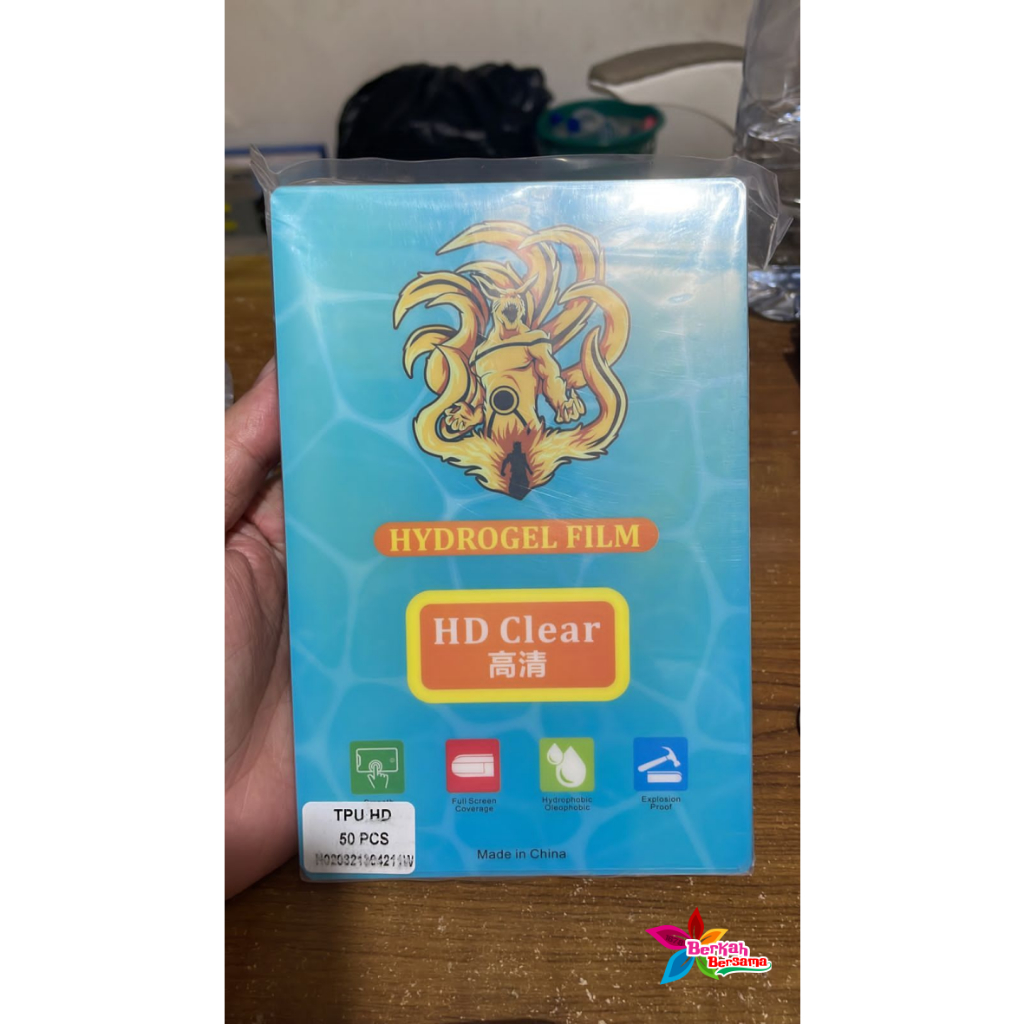 HYDROGEL FILM
HD Clear
高清
Full Screen
Coverage
Hydrophobic
Oleophobic
Explosion
Proof
TPU HD
50 PCS
Made in China
Berkah
Bersama